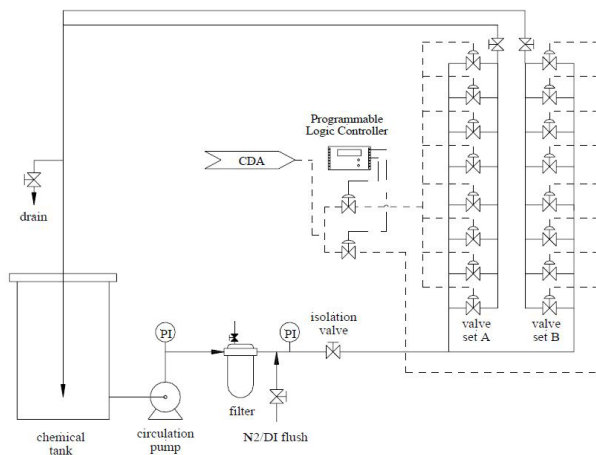 Programmable
Logic Controller
CDA
drain
PI
PI
isolation
valve
valve
set A
valve
set B
filter
N2/DI flush
chemical
tank
circulation
pump